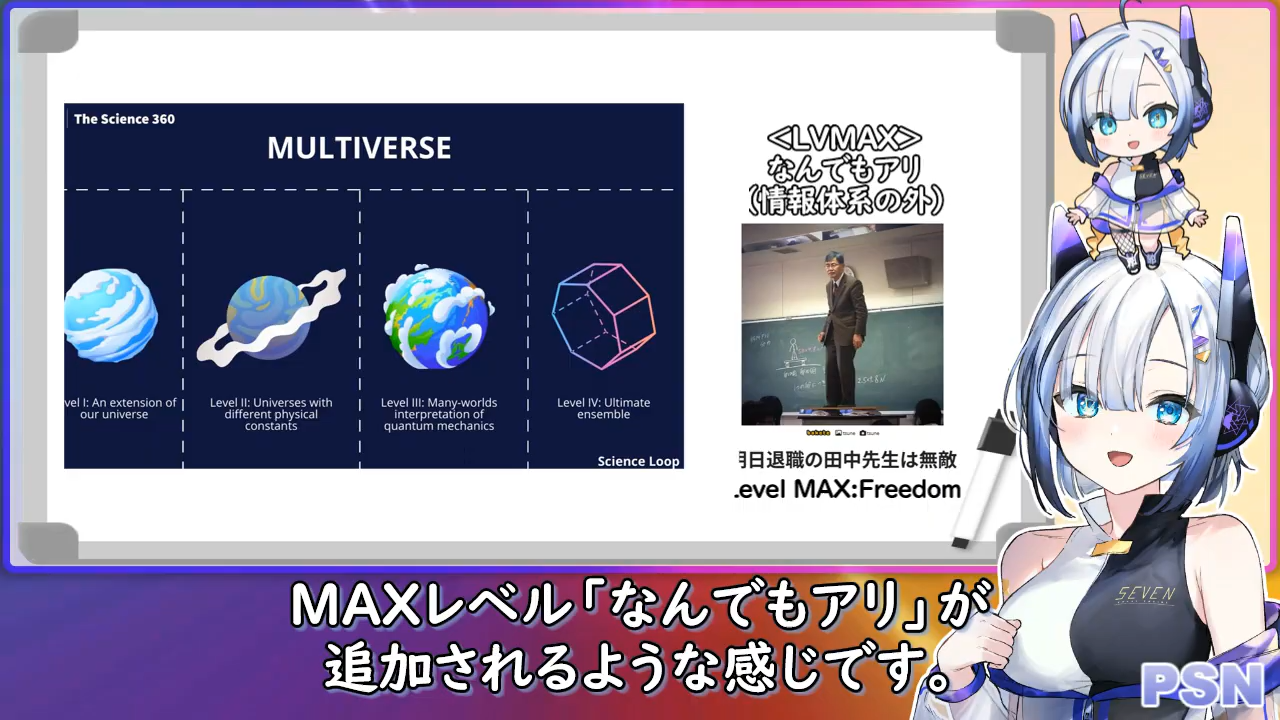 The Science 360
MULTIVERSE
vel I: An extension of
our universe
Level II: Universes with
different physical
constants
Level III: Many-worlds
interpretation of
quantum mechanics
Level IV: Ultimate
ensemble
Science Loop
<LVMAX>
なんでもアリ
(情報体系の外)
bokete
明日退職の田中先生は無敵
Level MAX:Freedom
SEVEN
MAXレベル「なんでもアリ」が
追加されるような感じです。
PSN